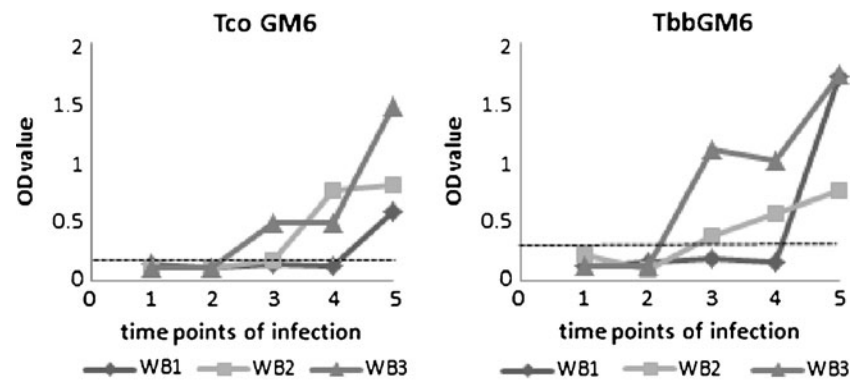 Tco GM6
2
1.5
1
0.5
0
OD value
0 1 2 3 4 5
time points of infection
WB1 WB2 WB3
TbbGM6
2
1.5
1
0.5
0
OD value
0 1 2 3 4 5
time points of infection
WB1 WB2 WB3